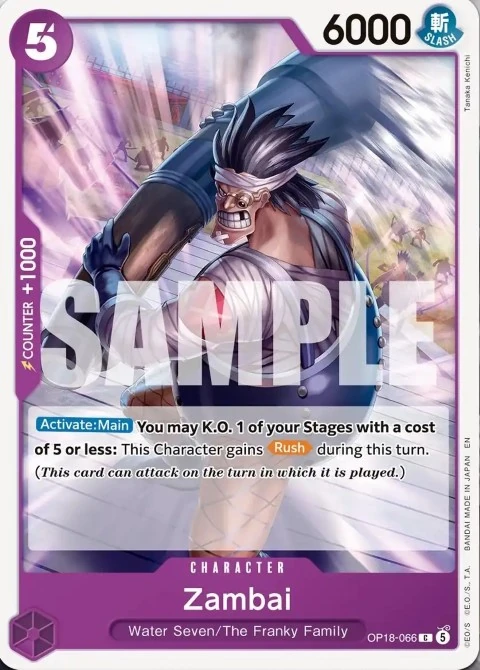 5
6000
斬
SLASH
Tanaka Kenichi
COUNTER +1000
SAMPLE
Activate:Main You may K.O. 1 of your Stages with a cost
of 5 or less: This Character gains Rush during this turn.
(This card can attack on the turn in which it is played.)
©E.O/S ©E.O./S., T.A. BANDAI MADE IN JAPAN EN
CHARACTER
Zambai
Water Seven/The Franky Family
OP18-066 C 5